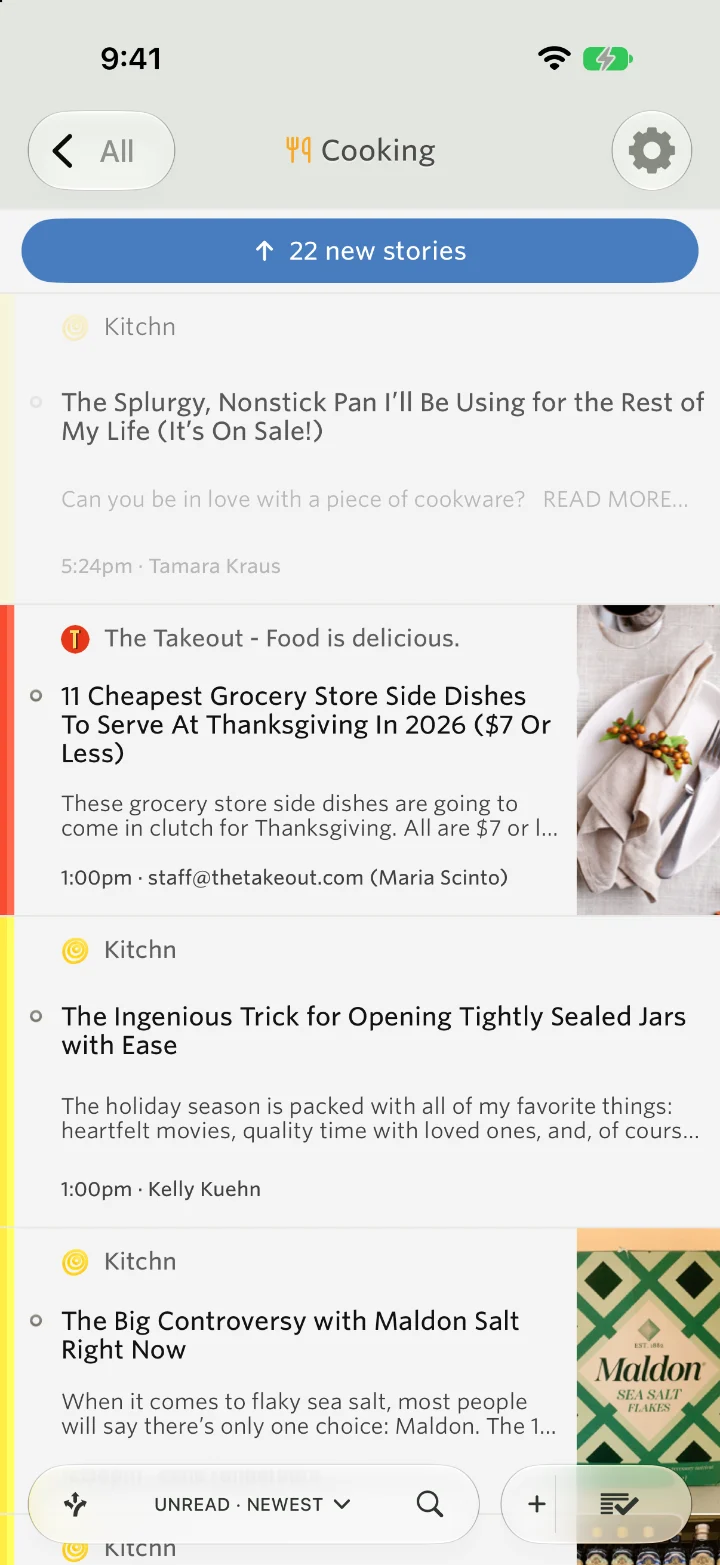 9:41
All
Cooking
↑ 22 new stories
Kitchn
The Splurgy, Nonstick Pan I’ll Be Using for the Rest of
My Life (It’s On Sale!)
Can you be in love with a piece of cookware? READ MORE...
5:24pm · Tamara Kraus
T The Takeout - Food is delicious.
11 Cheapest Grocery Store Side Dishes
To Serve At Thanksgiving In 2026 ($7 Or
Less)
These grocery store side dishes are going to
come in clutch for Thanksgiving. All are $7 or l...
1:00pm · staff@thetakeout.com (Maria Scinto)
Kitchn
The Ingenious Trick for Opening Tightly Sealed Jars
with Ease
The holiday season is packed with all of my favorite things:
heartfelt movies, quality time with loved ones, and, of cours...
1:00pm · Kelly Kuehn
Kitchn
The Big Controversy with Maldon Salt
Right Now
When it comes to flaky sea salt, most people
will say there’s only one choice: Maldon. The 1...
EST. 1882
Maldon
SEA SALT
FLAKES
UNREAD · NEWEST
+
Kitchn